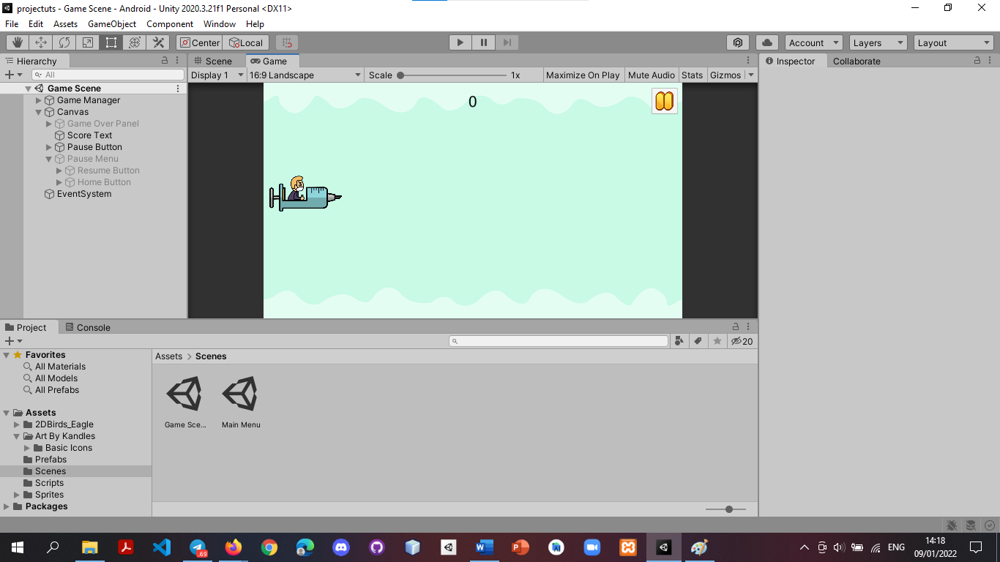 projectuts - Game Scene - Android - Unity 2020.3.21f1 Personal <DX11>
File Edit Assets GameObject Component Window Help
Center Local Account Layers Layout
Hierarchy
All
Game Scene
Game Manager
Canvas
Game Over Panel
Score Text
Pause Button
Pause Menu
Resume Button
Home Button
EventSystem
Scene Game
Display 1 16:9 Landscape Scale 1x Maximize On Play Mute Audio Stats Gizmos
0
Inspector Collaborate
Project Console
20
Favorites
All Materials
All Models
All Prefabs
Assets
2DBirds_Eagle
Art By Kandles
Basic Icons
Prefabs
Scenes
Scripts
Sprites
Packages
Assets > Scenes
Game Sce... Main Menu
.69
ENG
14:18
09/01/2022